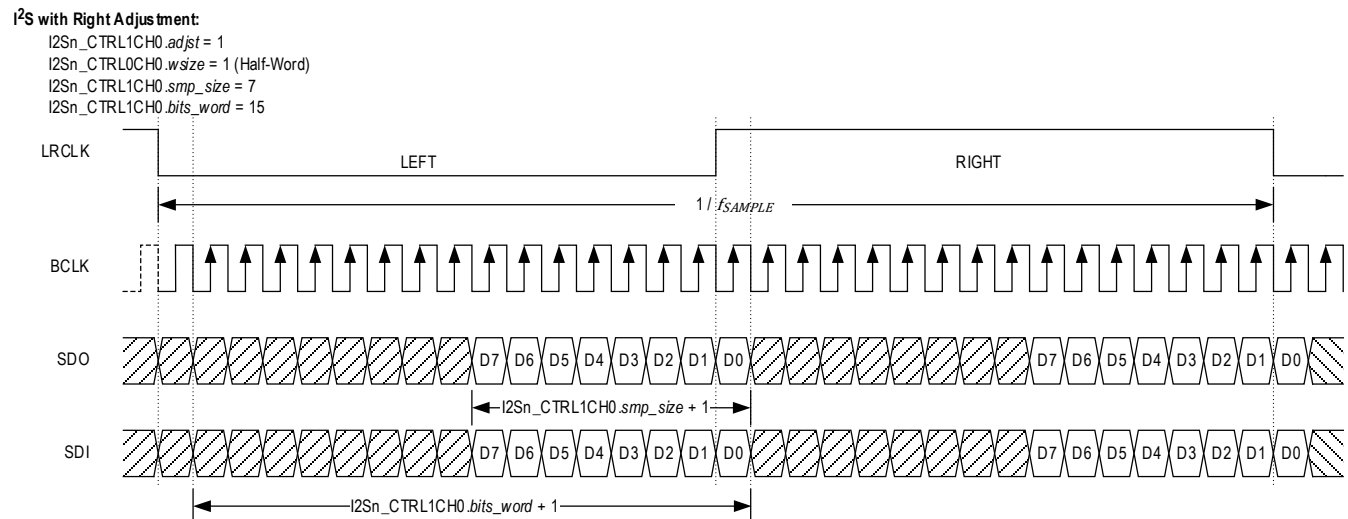 I²S with Right Adjustment:
I2Sn_CTRL1CH0.adjst = 1
I2Sn_CTRL0CH0.wsize = 1 (Half-Word)
I2Sn_CTRL1CH0.smp_size = 7
I2Sn_CTRL1CH0.bits_word = 15
LRCLK LEFT RIGHT
1 / fSAMPLE
BCLK
SDO D7 D6 D5 D4 D3 D2 D1 D0 D7 D6 D5 D4 D3 D2 D1 D0
I2Sn_CTRL1CH0.smp_size + 1
SDI D7 D6 D5 D4 D3 D2 D1 D0 D7 D6 D5 D4 D3 D2 D1 D0
I2Sn_CTRL1CH0.bits_word + 1